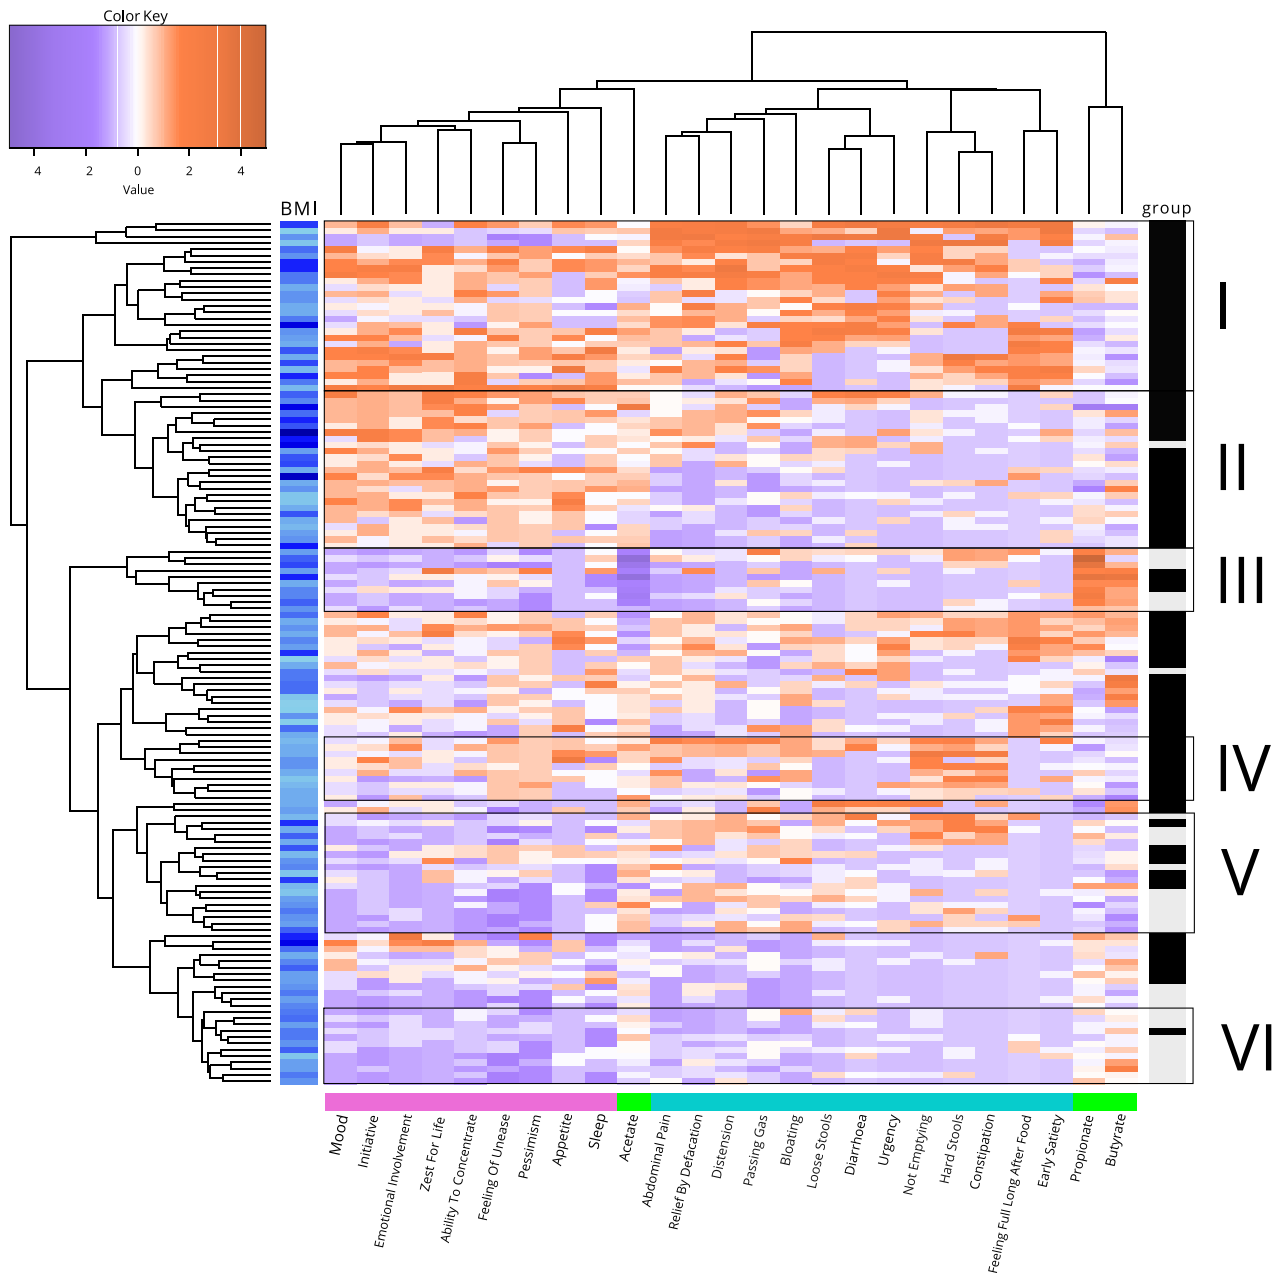 Color Key
4 2 0 2 4
Value
BMI
group
I
II
III
IV
V
VI
Mood
Initiative
Emotional Involvement
Zest For Life
Ability To Concentrate
Feeling Of Unease
Pessimism
Appetite
Sleep
Acetate
Abdominal Pain
Relief By Defacation
Distension
Passing Gas
Bloating
Loose Stools
Diarrhoea
Urgency
Not Emptying
Hard Stools
Constipation
Feeling Full Long After Food
Early Satiety
Propionate
Butyrate